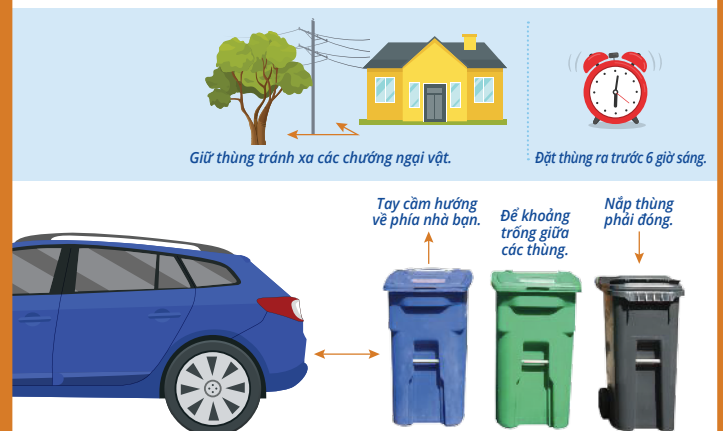 Giữ thùng tránh xa các chướng ngại vật.
Đặt thùng ra trước 6 giờ sáng.
Tay cầm hướng
về phía nhà bạn.
Để khoảng
trống giữa
các thùng.
Nắp thùng
phải đóng.